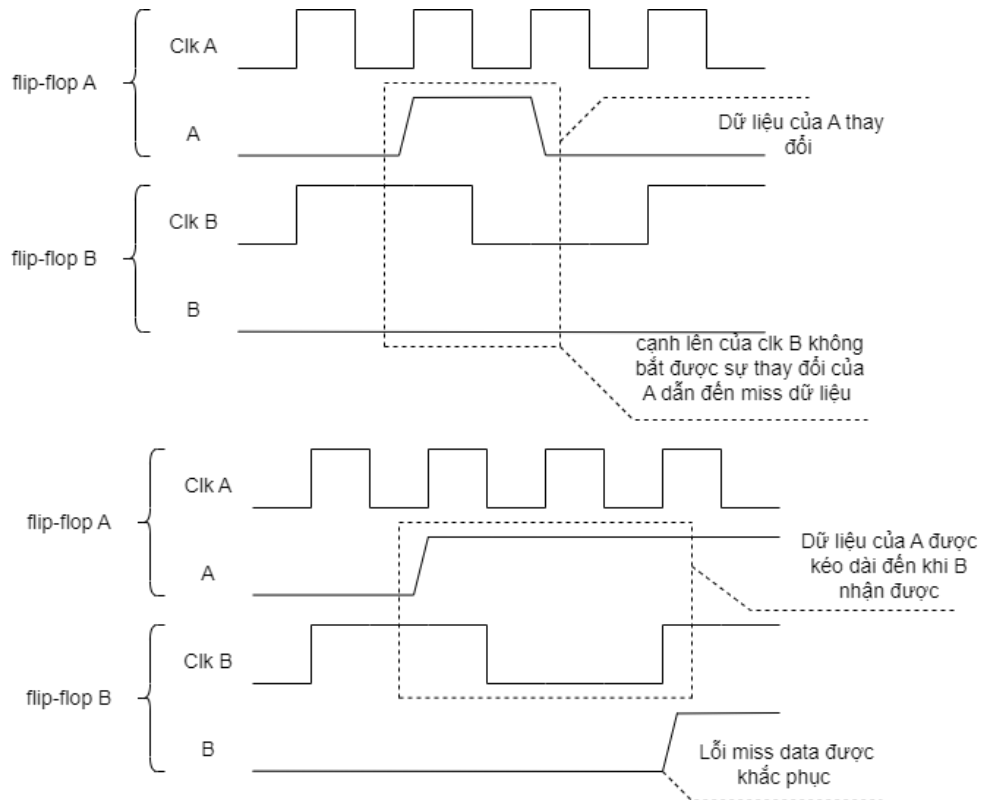 Clk A
flip-flop A
A
Dữ liệu của A thay
đổi
Clk B
flip-flop B
B
cạnh lên của clk B không
bắt được sự thay đổi của
A dẫn đến miss dữ liệu
Clk A
flip-flop A
A
Dữ liệu của A được
kéo dài đến khi B
nhận được
Clk B
flip-flop B
B
Lỗi miss data được
khắc phục